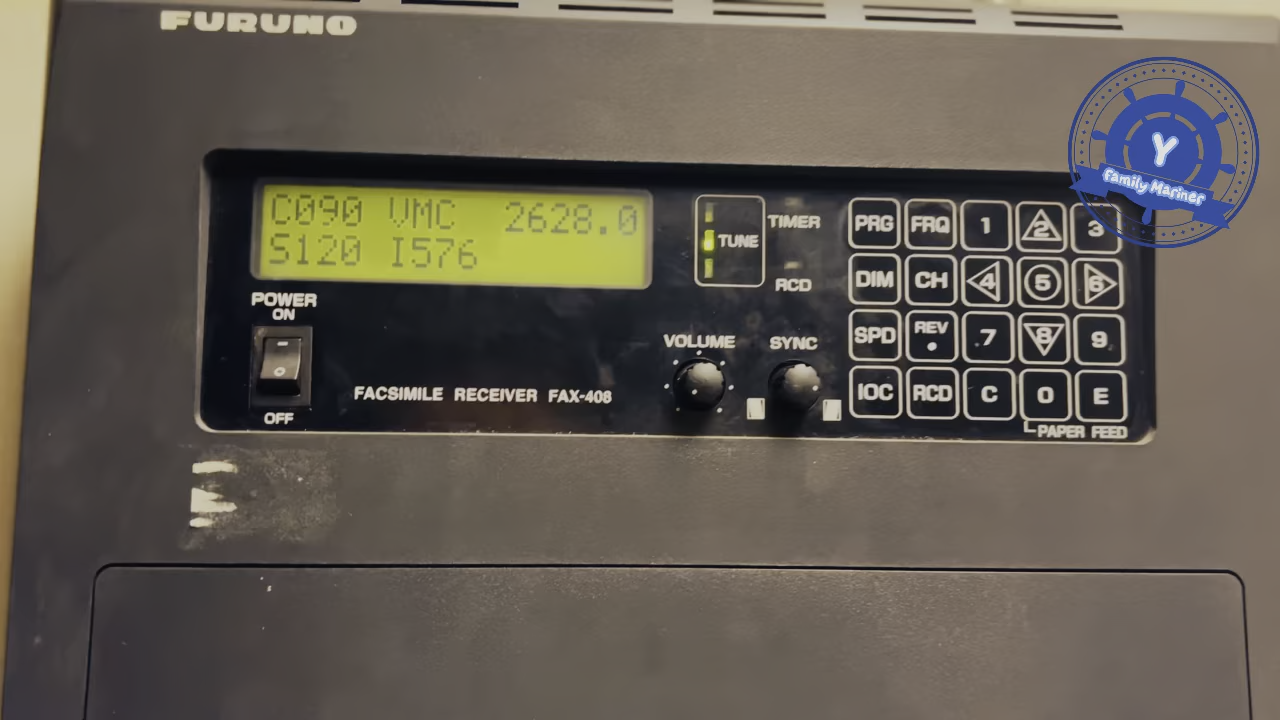 FURUNO
Y
family Mariner
C090 VMC 2628.0
S120 I576
TUNE
TIMER
RCD
PRG FRQ 1 2 3
DIM CH 4 5 6
SPD REV 7 8 9
IOC RCD C 0 E
PAPER FEED
POWER
ON
OFF
VOLUME
SYNC
FACSIMILE RECEIVER FAX-408